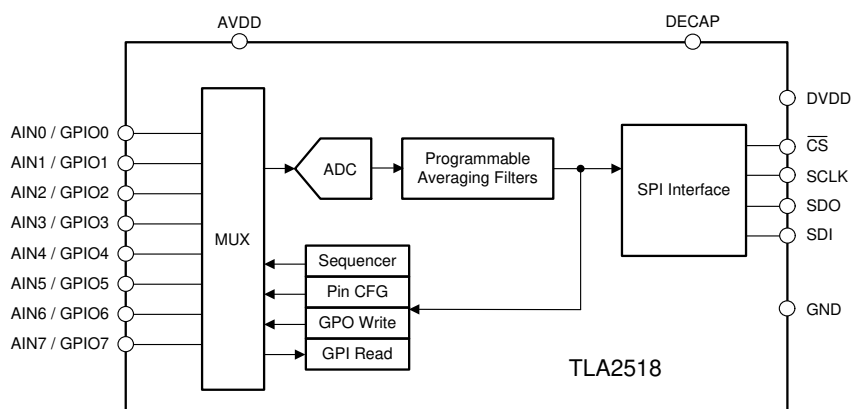 AVDD
DECAP
DVDD
AIN0 / GPIO0
AIN1 / GPIO1
AIN2 / GPIO2
AIN3 / GPIO3
AIN4 / GPIO4
AIN5 / GPIO5
AIN6 / GPIO6
AIN7 / GPIO7
MUX
ADC
Programmable
Averaging Filters
Sequencer
Pin CFG
GPO Write
GPI Read
SPI Interface
CS
SCLK
SDO
SDI
GND
TLA2518